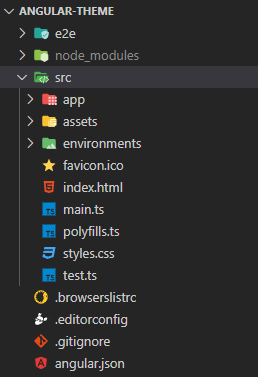 ANGULAR-THEME
e2e
node_modules
src
app
assets
environments
favicon.ico
index.html
main.ts
polyfills.ts
styles.css
test.ts
.browserslistrc
.editorconfig
.gitignore
angular.json